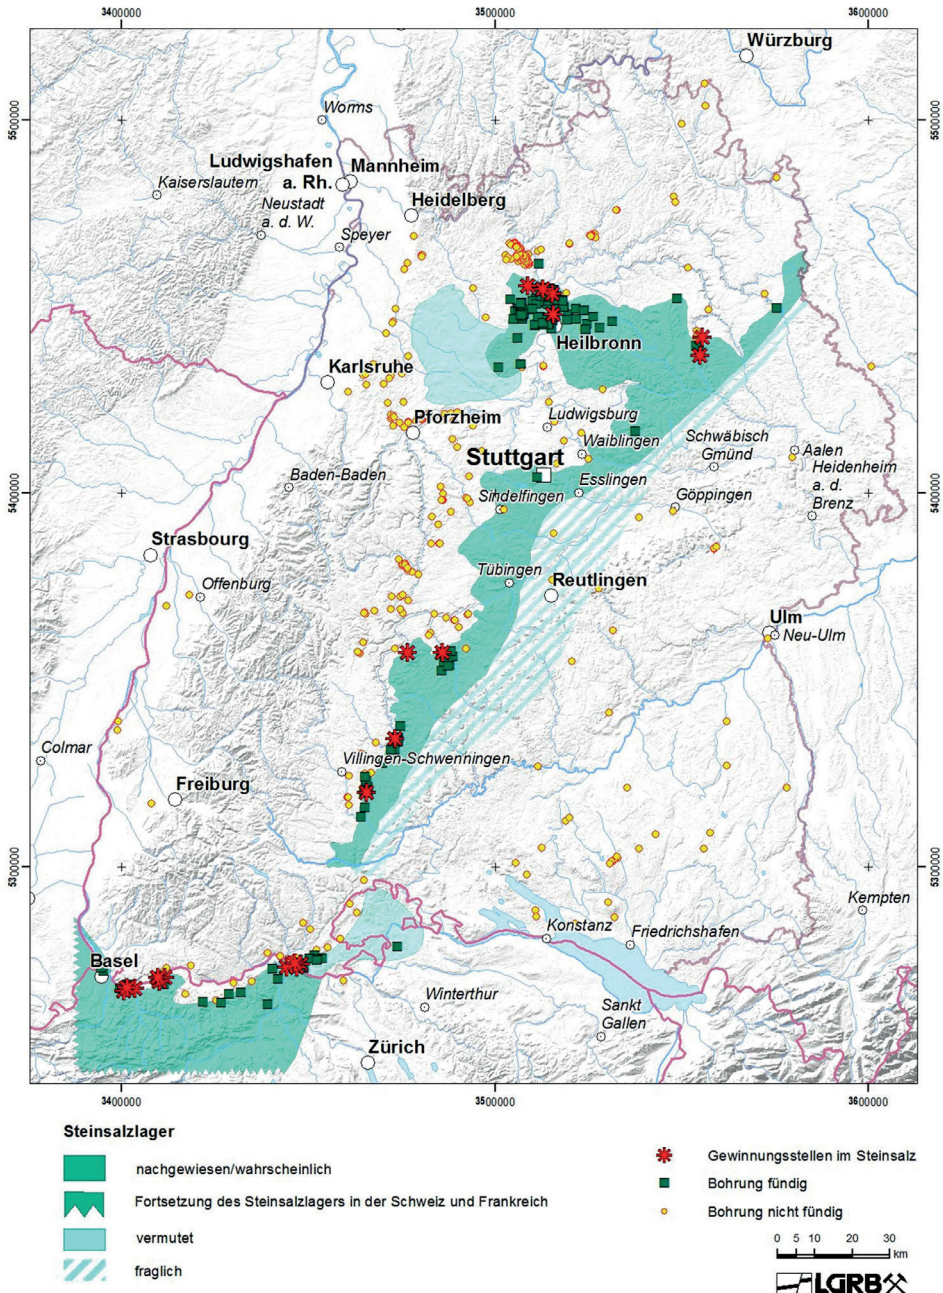 3400000
3500000
3600000
Würzburg
5500000
5500000
Worms
Ludwigshafen
a. Rh.
Mannheim
Kaiserslautern
Neustadt
a. d. W.
Heidelberg
Speyer
Heilbronn
Karlsruhe
Pforzheim
Ludwigsburg
Waiblingen
Schwäbisch
Gmünd
Aalen
Heidenheim
a. d.
Brenz
Stuttgart
Baden-Baden
Sindelfingen
Esslingen
Göppingen
5400000
5400000
Strasbourg
Offenburg
Tübingen
Reutlingen
Ulm
Neu-Ulm
Colmar
Villingen-Schwenningen
Freiburg
5300000
5300000
Kempten
Konstanz
Friedrichshafen
Basel
Winterthur
Sankt
Gallen
Zürich
3400000
3500000
3600000
Steinsalzlager
nachgewiesen/wahrscheinlich
Fortsetzung des Steinsalzlagers in der Schweiz und Frankreich
vermutet
fraglich
Gewinnungsstellen im Steinsalz
Bohrung fündig
Bohrung nicht fündig
0 5 10 20 30
km
LGRB